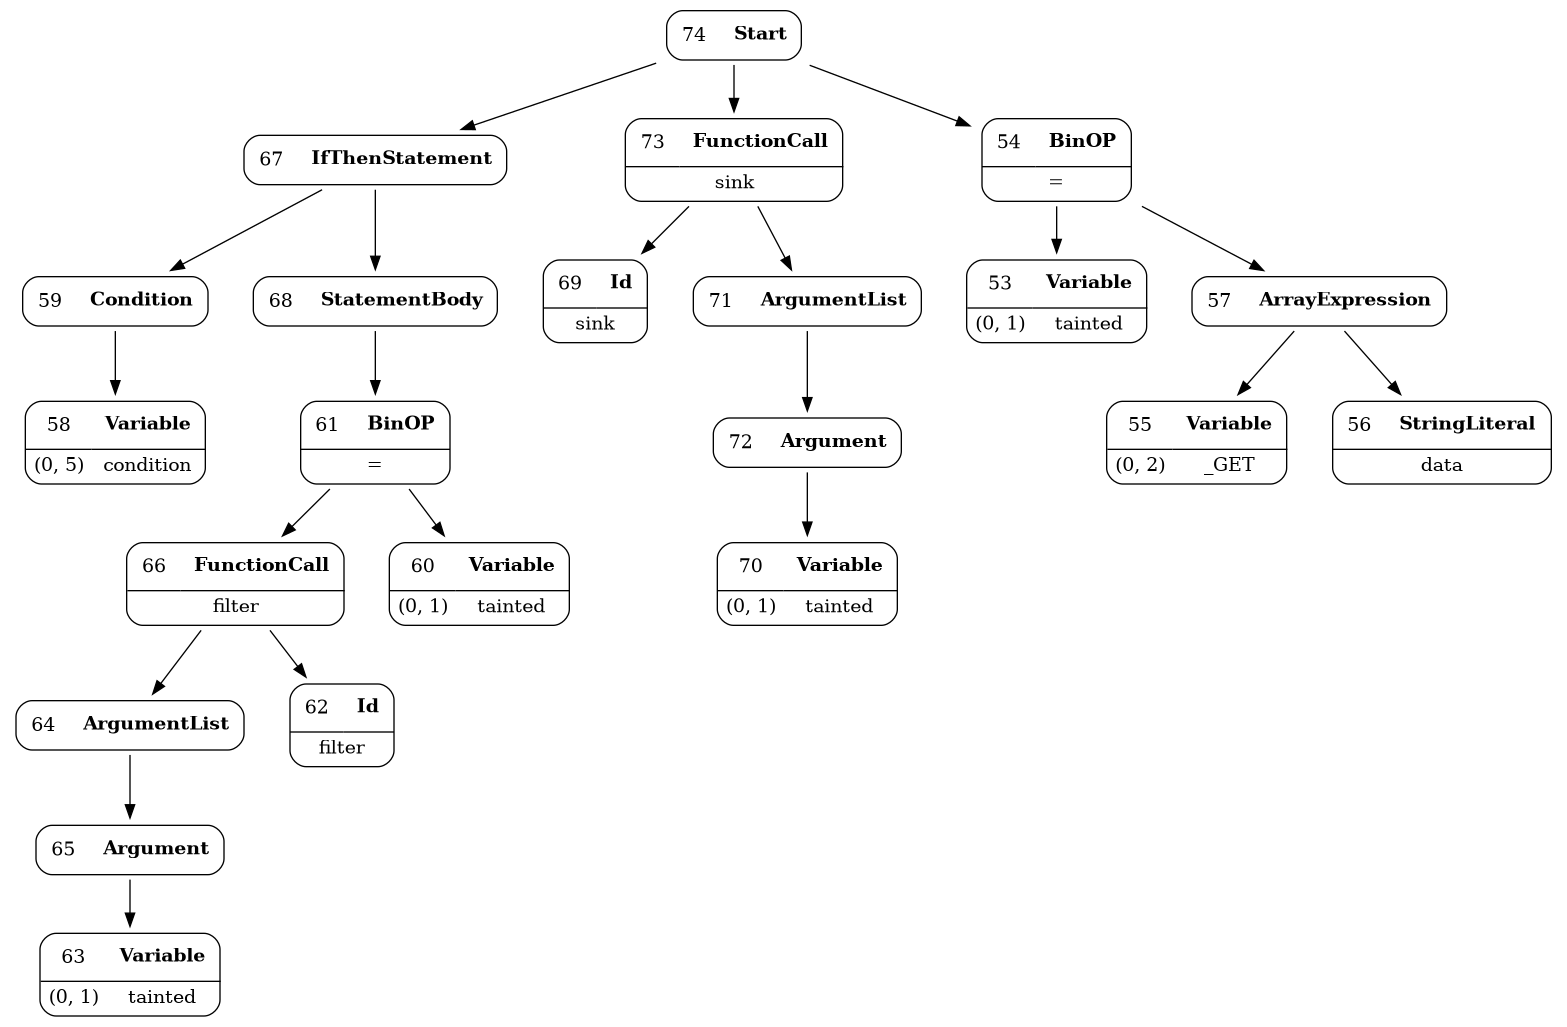 74 Start
67 IfThenStatement
73 FunctionCall
sink
54 BinOP
=
59 Condition
68 StatementBody
69 Id
sink
71 ArgumentList
53 Variable
(0, 1) tainted
57 ArrayExpression
58 Variable
(0, 5) condition
61 BinOP
=
72 Argument
55 Variable
(0, 2) _GET
56 StringLiteral
data
66 FunctionCall
filter
60 Variable
(0, 1) tainted
70 Variable
(0, 1) tainted
64 ArgumentList
62 Id
filter
65 Argument
63 Variable
(0, 1) tainted